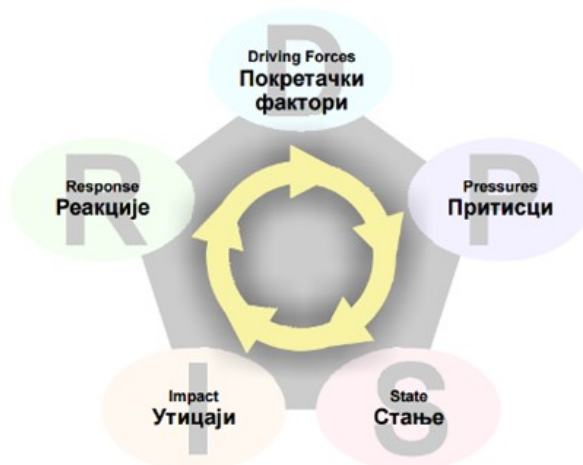 D
Driving Forces
Покретачки
фактори
R
Response
Реакције
P
Pressures
Притисци
I
Impact
Утицаји
S
State
Стање